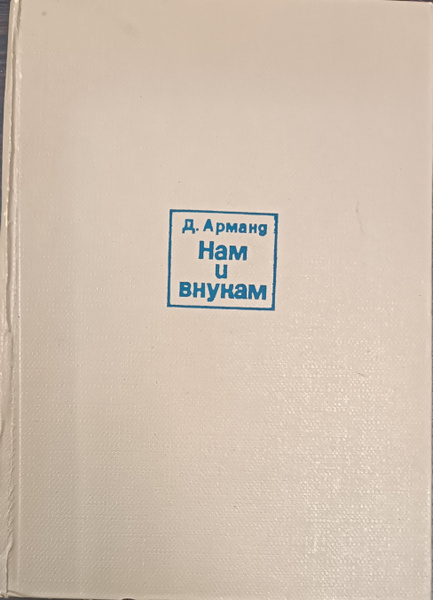 Д. Арманд
Нам
и
внукам